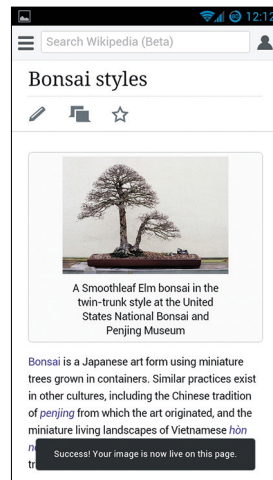 12:12
Search Wikipedia (Beta)
Bonsai styles
A Smoothleaf Elm bonsai in the
twin-trunk style at the United
States National Bonsai and
Penjing Museum
Bonsai is a Japanese art form using miniature
trees grown in containers. Similar practices exist
in other cultures, including the Chinese tradition
of penjing from which the art originated, and the
miniature living landscapes of Vietnamese hòn
Success! Your image is now live on this page.